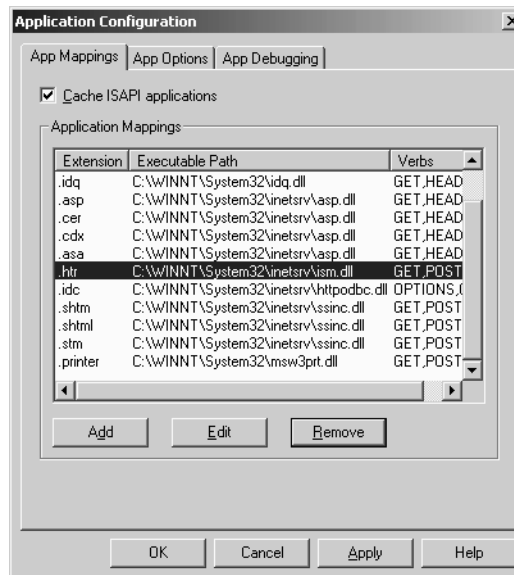 Application Configuration
App Mappings App Options App Debugging
Cache ISAPI applications
Application Mappings
Extension Executable Path Verbs
.idq C:\WINNT\System32\idq.dll GET,HEAD
.asp C:\WINNT\System32\inetsrv\asp.dll GET,HEAD
.cer C:\WINNT\System32\inetsrv\asp.dll GET,HEAD
.cdx C:\WINNT\System32\inetsrv\asp.dll GET,HEAD
.asa C:\WINNT\System32\inetsrv\asp.dll GET,HEAD
.htr C:\WINNT\System32\inetsrv\ism.dll GET,POST
.idc C:\WINNT\System32\inetsrv\httpodbc.dll OPTIONS,
.shtm C:\WINNT\System32\inetsrv\ssinc.dll GET,POST
.shtml C:\WINNT\System32\inetsrv\ssinc.dll GET,POST
.stm C:\WINNT\System32\inetsrv\ssinc.dll GET,POST
.printer C:\WINNT\System32\msw3prt.dll GET,POST
Add Edit Remove
OK Cancel Apply Help